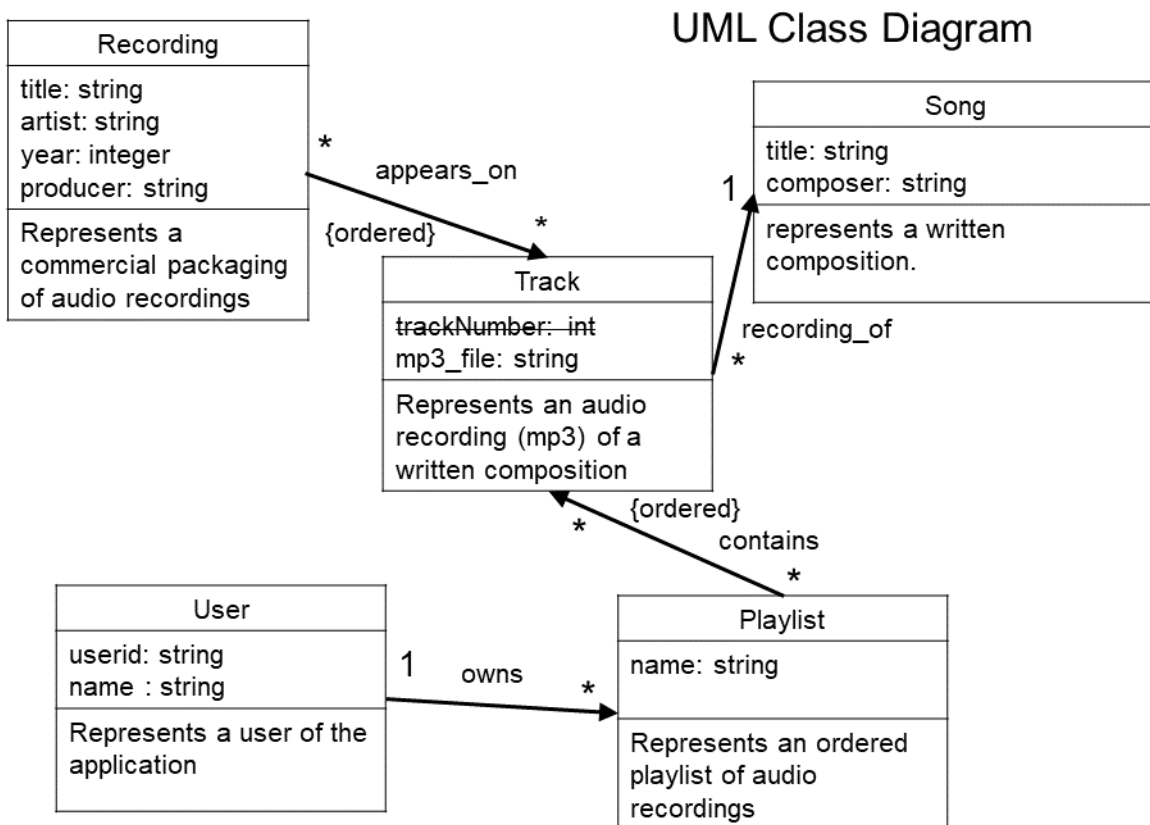 UML Class Diagram
Recording
title: string
artist: string
year: integer
producer: string
Represents a
commercial packaging
of audio recordings
*
appears_on
*
{ordered}
Song
title: string
composer: string
represents a written
composition.
1
recording_of
*
Track
trackNumber: int
mp3_file: string
Represents an audio
recording (mp3) of a
written composition
{ordered}
*
contains
*
User
userid: string
name : string
Represents a user of the
application
1
owns
*
Playlist
name: string
Represents an ordered
playlist of audio
recordings